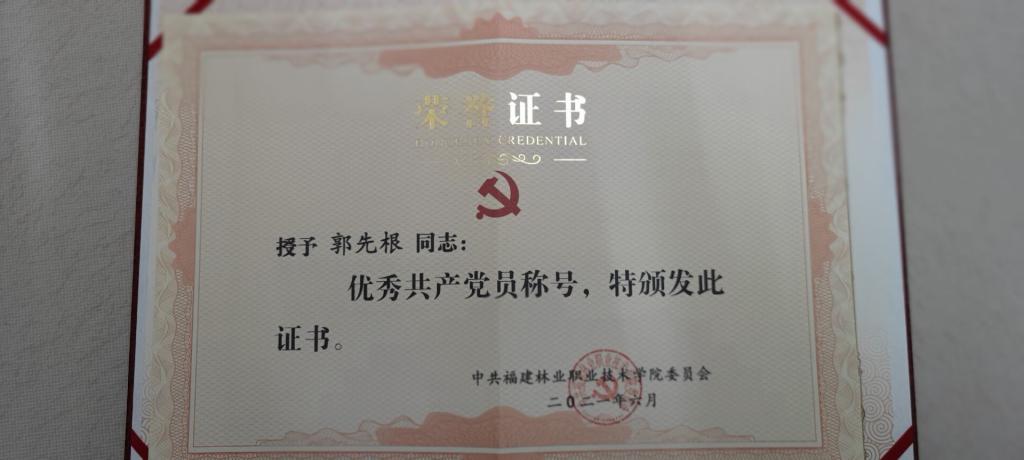 荣誉证书
HONORARY CREDENTIAL
授予 郭先根 同志：
优秀共产党员称号，特颁发此
证书。
中共福建林业职业技术学院委员会
二〇二一年六月